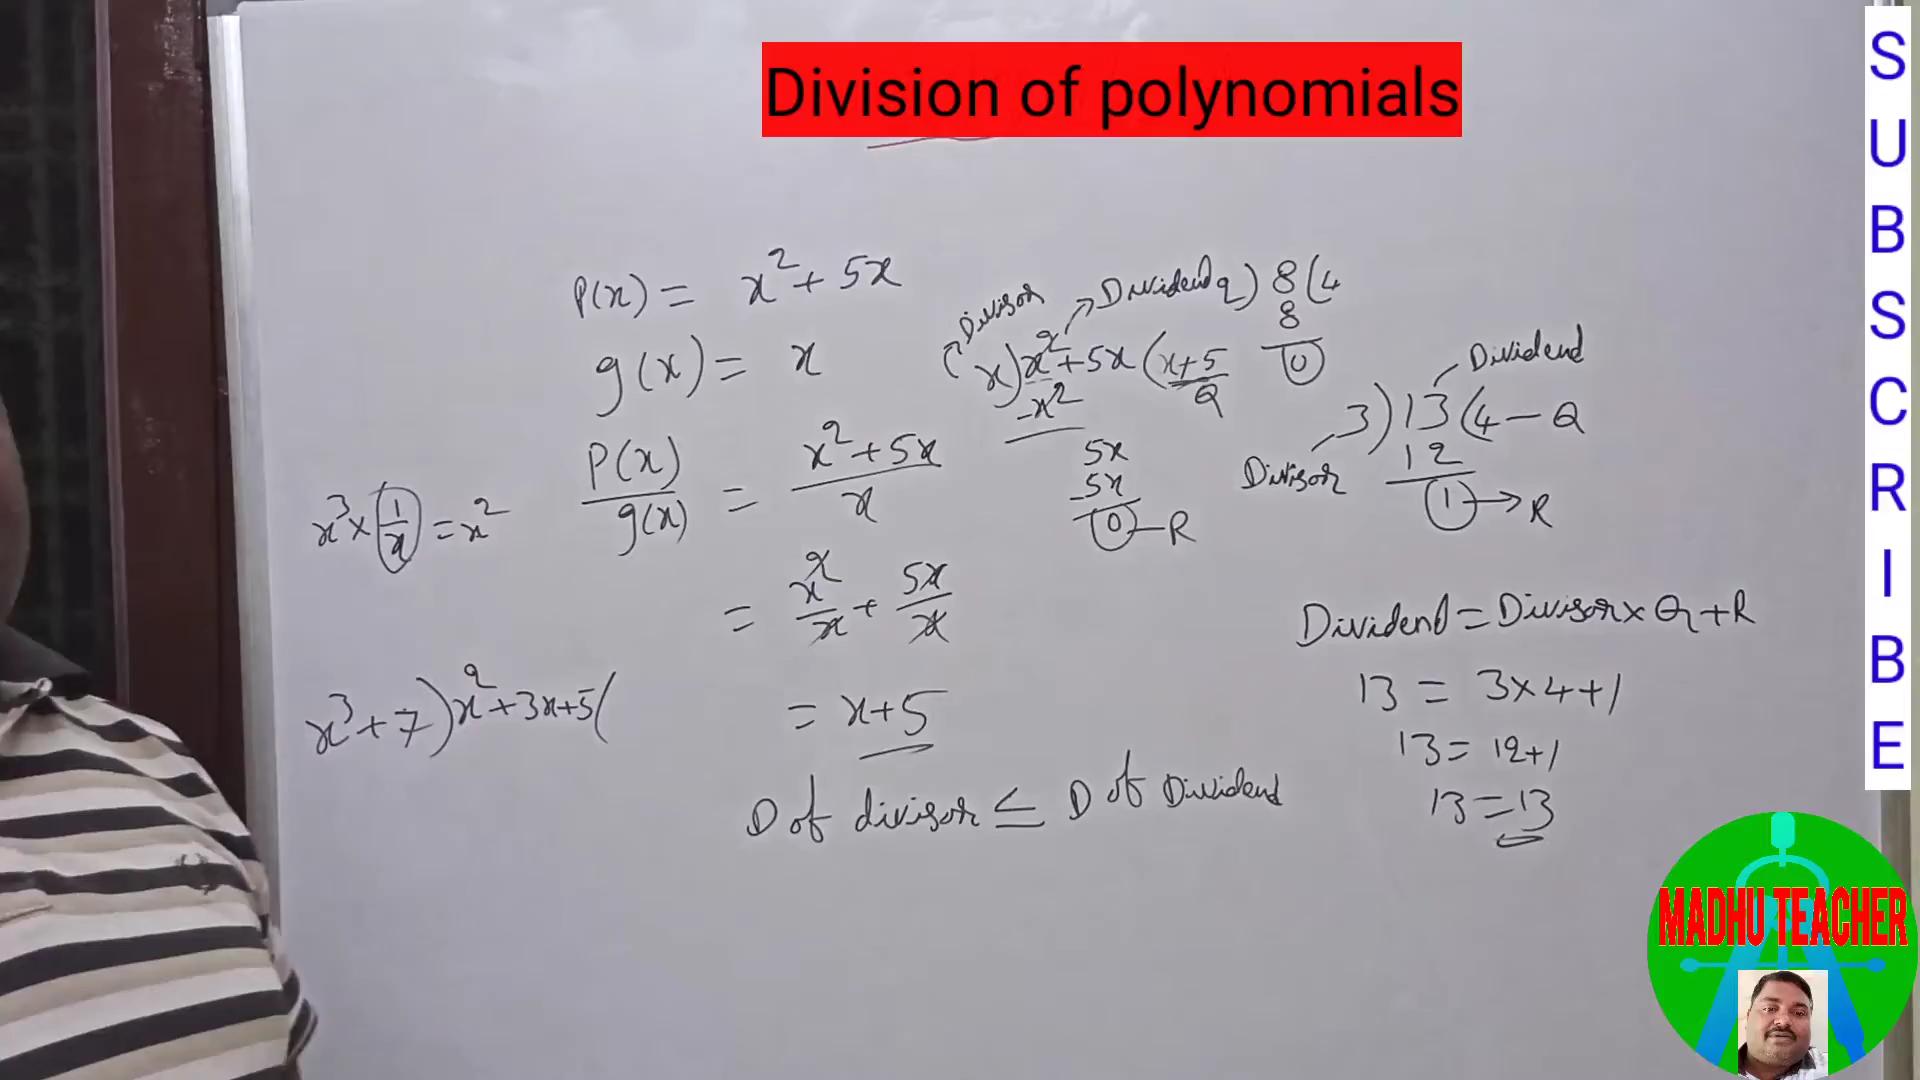 Division of polynomials
P(x) = x² + 5x
g(x) = x
P(x)/g(x) = (x² + 5x)/x
= x²/x + 5x/x
= x+5
D of divisor ≤ D of Dividend
x³ × 1/x = x²
x³ + 7) x² + 3x + 5 (
Divisor
Dividend
x) x² + 5x (x+5
Q
-x²
5x
-5x
0 – R
2) 8 (4
8
0
Dividend
3) 13 (4 – Q
Divisor
12
1 → R
Dividend = Divisor × Q + R
13 = 3×4+1
13 = 12+1
13 = 13
SUBSCRIBE
MADHU TEACHER